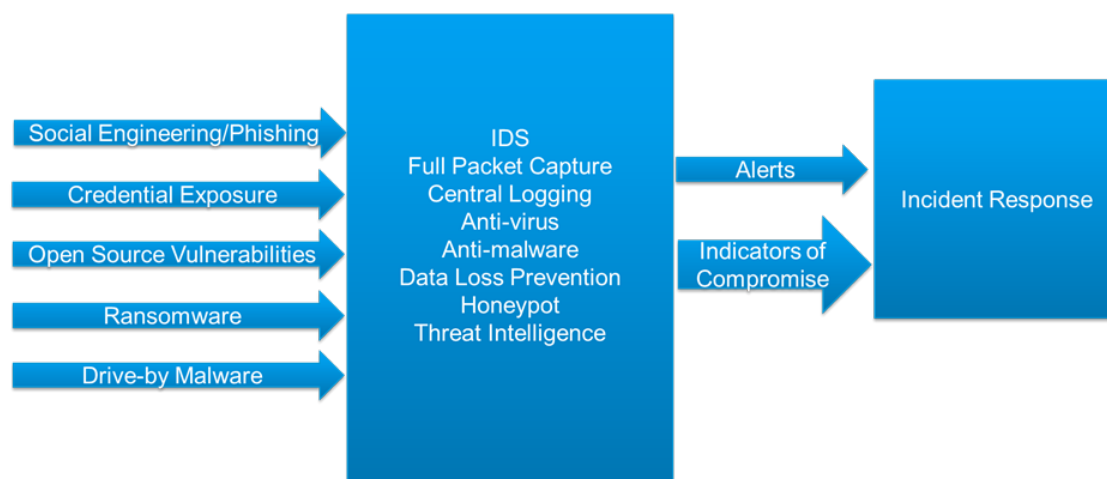 Social Engineering/Phishing
Credential Exposure
Open Source Vulnerabilities
Ransomware
Drive-by Malware
IDS
Full Packet Capture
Central Logging
Anti-virus
Anti-malware
Data Loss Prevention
Honeypot
Threat Intelligence
Alerts
Indicators of
Compromise
Incident Response